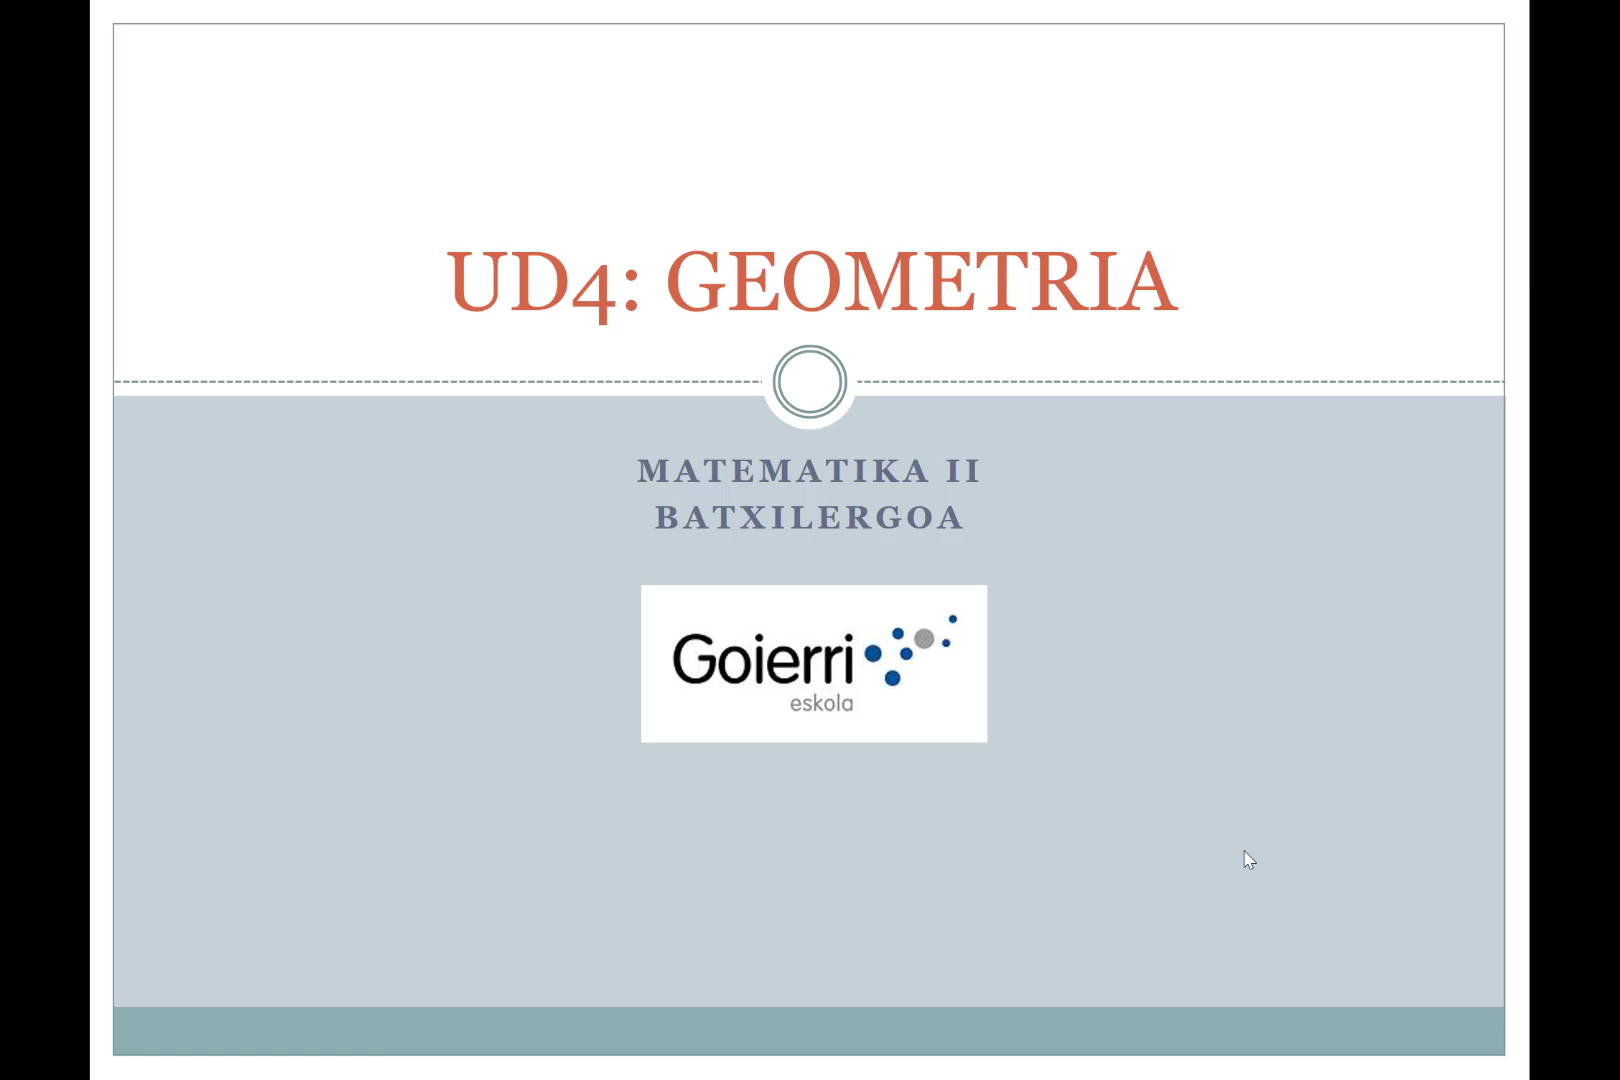 UD4: GEOMETRIA
MATEMATIKA II
BATXILERGOA
Goierri
eskola